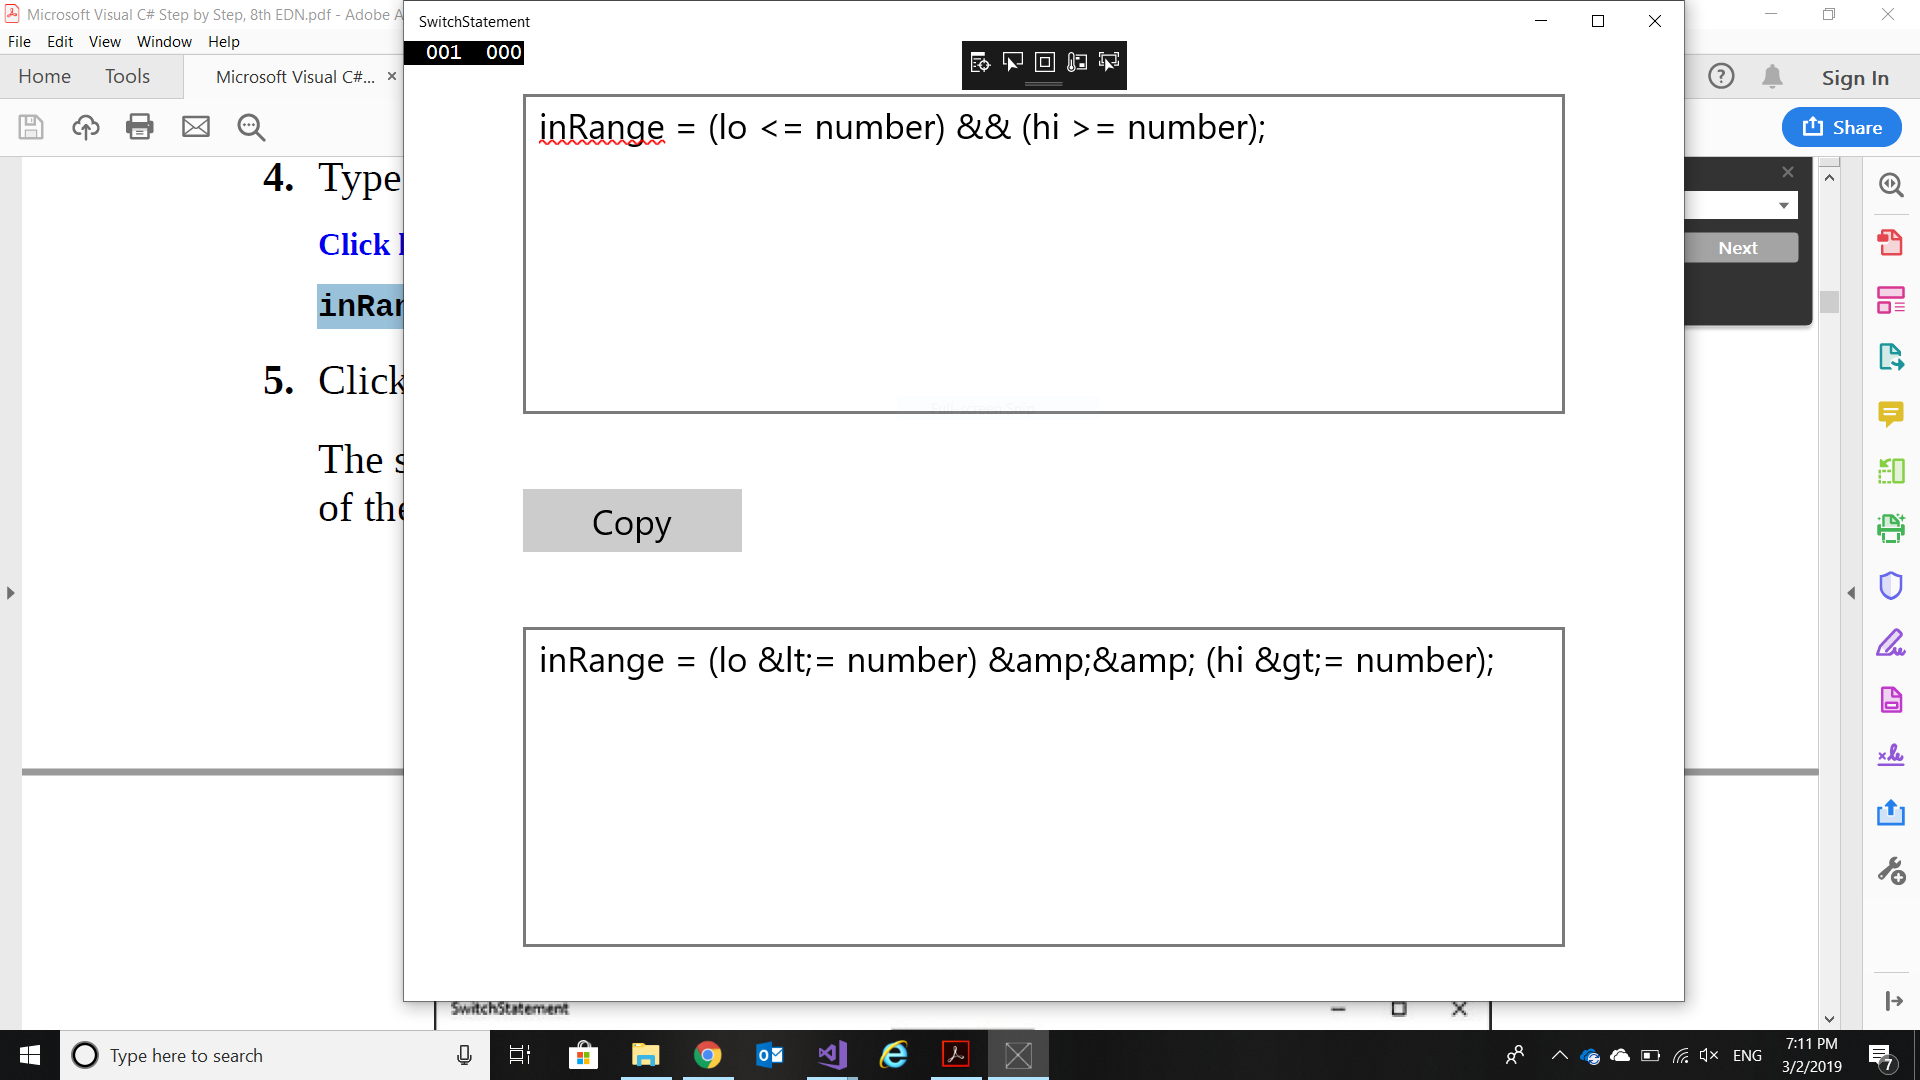 Microsoft Visual C# Step by Step, 8th EDN.pdf - Adobe A
File Edit View Window Help
Home Tools Microsoft Visual C#... ×
Sign In
Share
SwitchStatement
001 000
inRange = (lo <= number) && (hi >= number);
Copy
inRange = (lo &lt;= number) &amp;&amp; (hi &gt;= number);
4. Type
Click
inRan
5. Click
The s
of the
Next
SwitchStatement
Type here to search
ENG
7:11 PM
3/2/2019
7